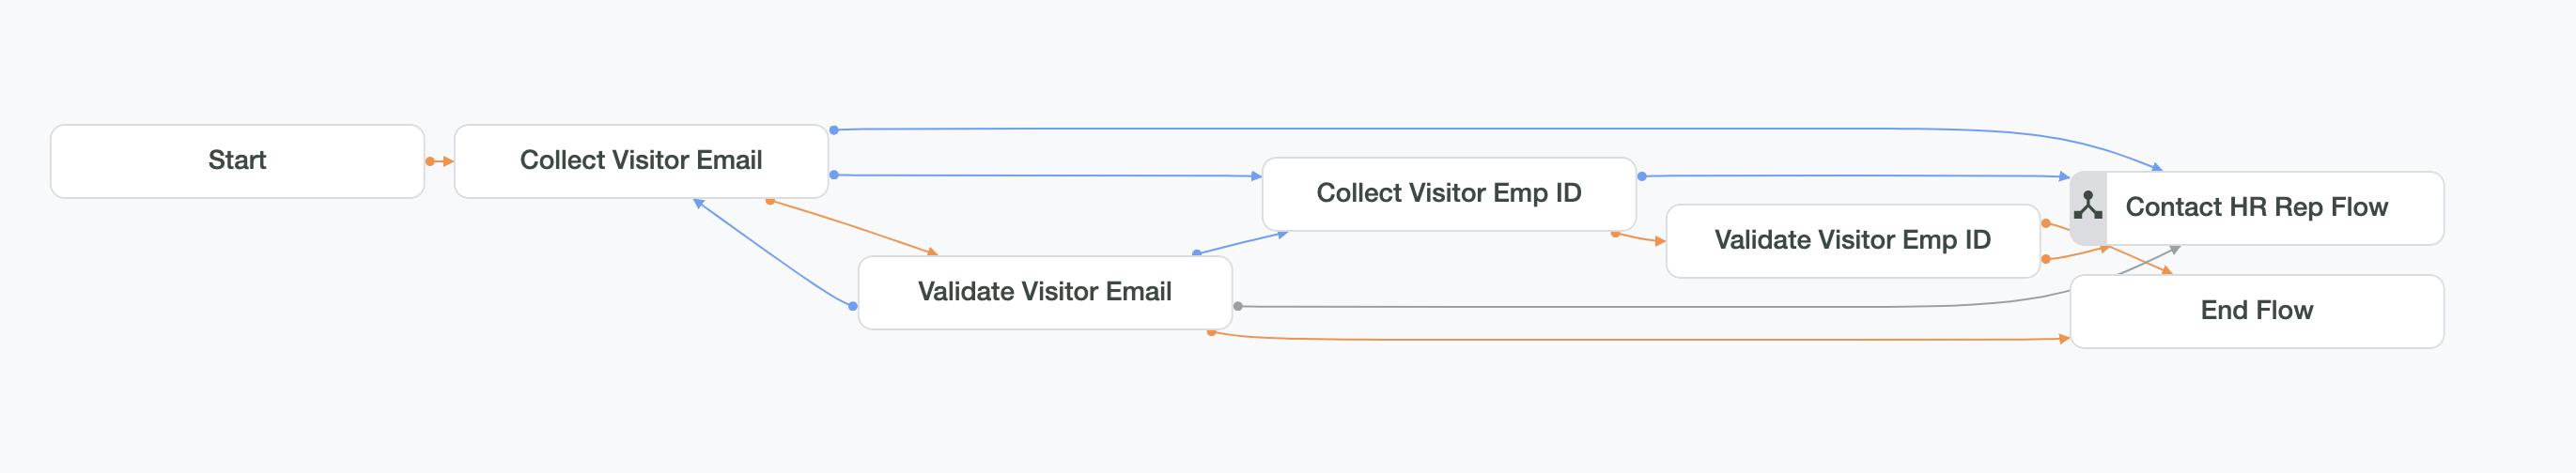 Start
Collect Visitor Email
Collect Visitor Emp ID
Contact HR Rep Flow
Validate Visitor Emp ID
Validate Visitor Email
End Flow